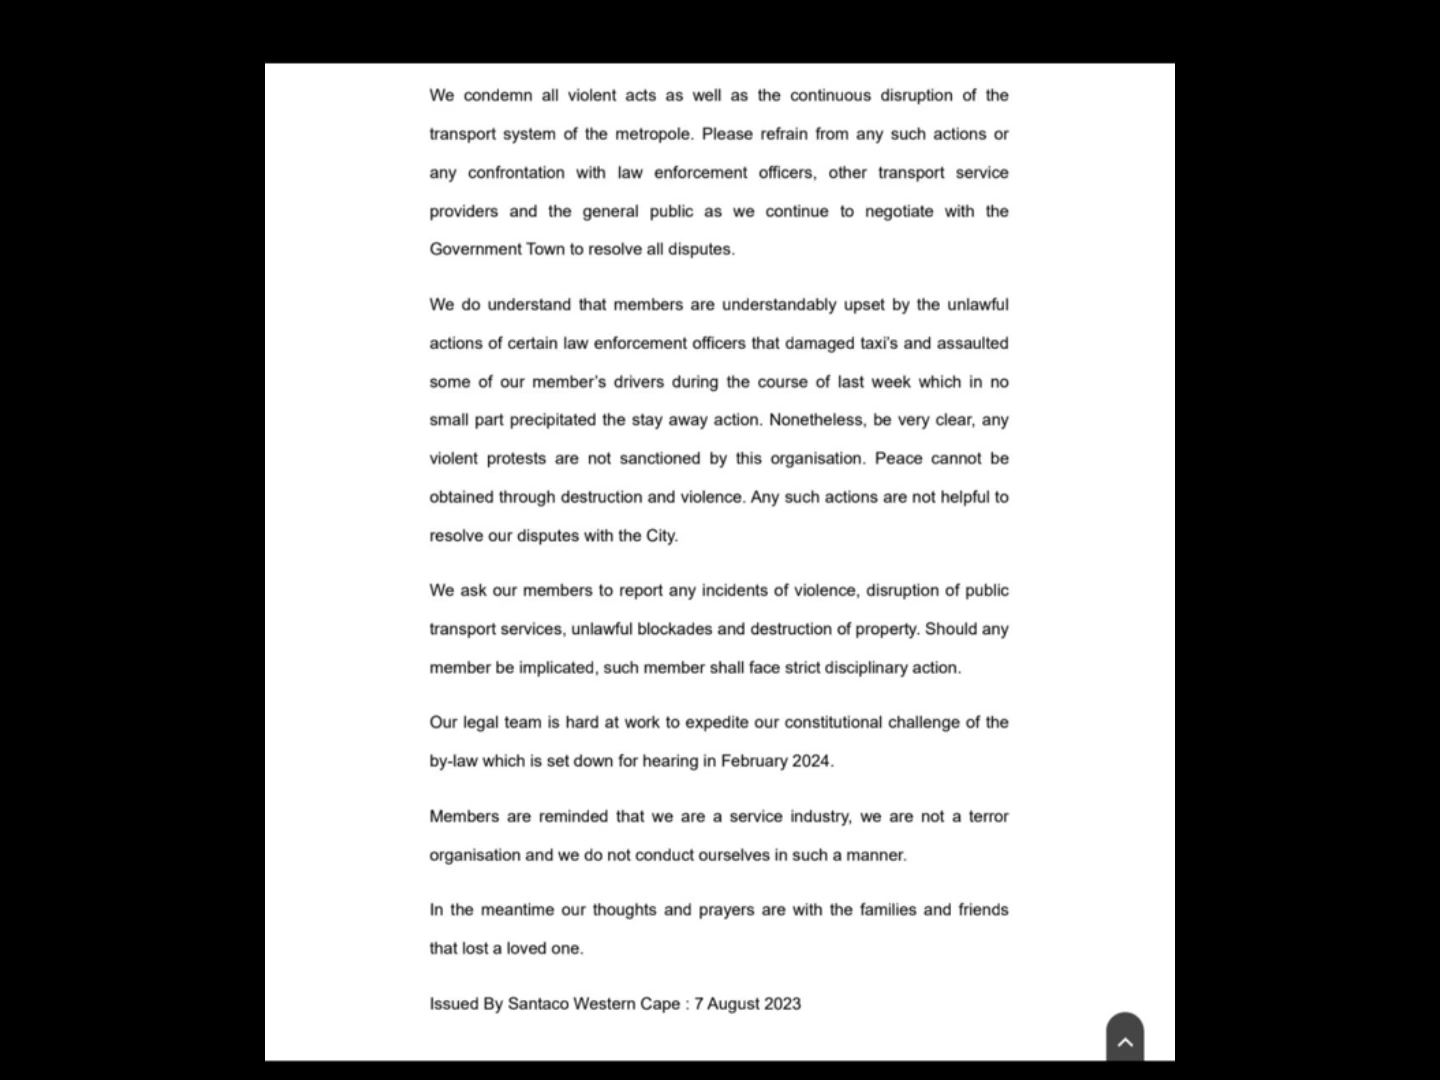 We condemn all violent acts as well as the continuous disruption of the
transport system of the metropole. Please refrain from any such actions or
any confrontation with law enforcement officers, other transport service
providers and the general public as we continue to negotiate with the
Government Town to resolve all disputes.
We do understand that members are understandably upset by the unlawful
actions of certain law enforcement officers that damaged taxi's and assaulted
some of our member's drivers during the course of last week which in no
small part precipitated the stay away action. Nonetheless, be very clear, any
violent protests are not sanctioned by this organisation. Peace cannot be
obtained through destruction and violence. Any such actions are not helpful to
resolve our disputes with the City.
We ask our members to report any incidents of violence, disruption of public
transport services, unlawful blockades and destruction of property. Should any
member be implicated, such member shall face strict disciplinary action.
Our legal team is hard at work to expedite our constitutional challenge of the
by-law which is set down for hearing in February 2024.
Members are reminded that we are a service industry, we are not a terror
organisation and we do not conduct ourselves in such a manner.
In the meantime our thoughts and prayers are with the families and friends
that lost a loved one.
Issued By Santaco Western Cape : 7 August 2023